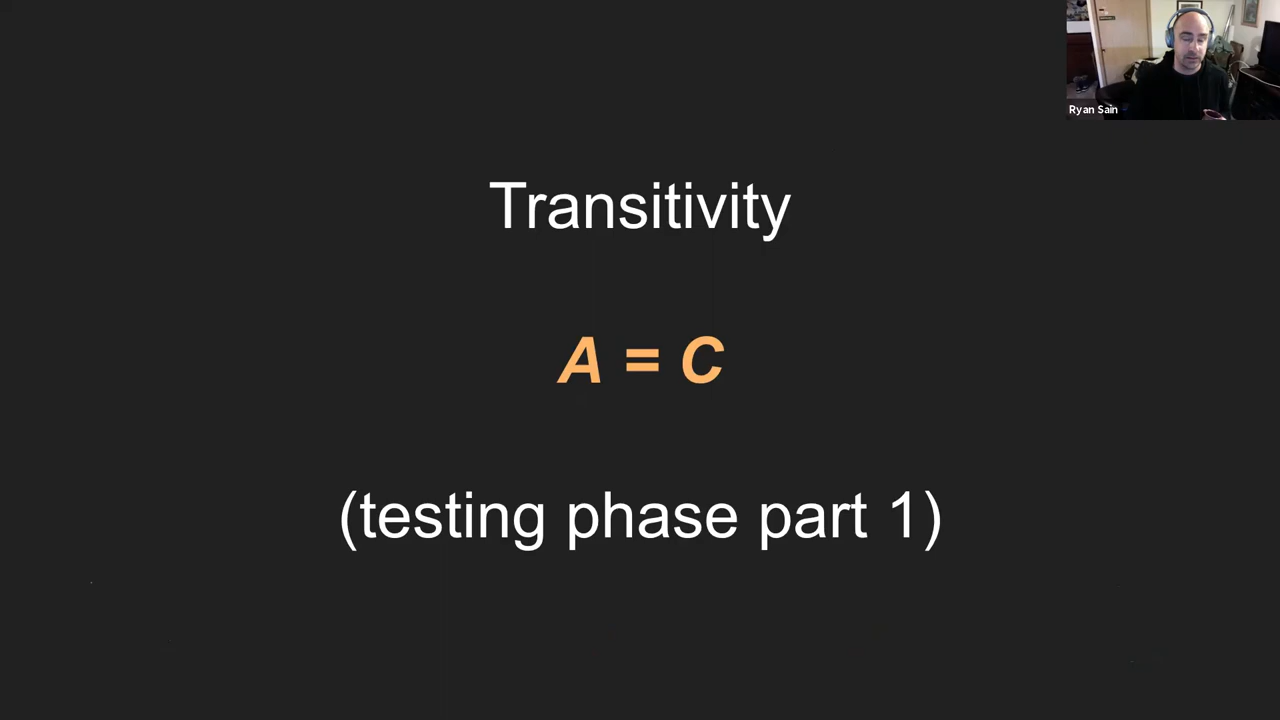 Ryan Sain
Transitivity
A = C
(testing phase part 1)